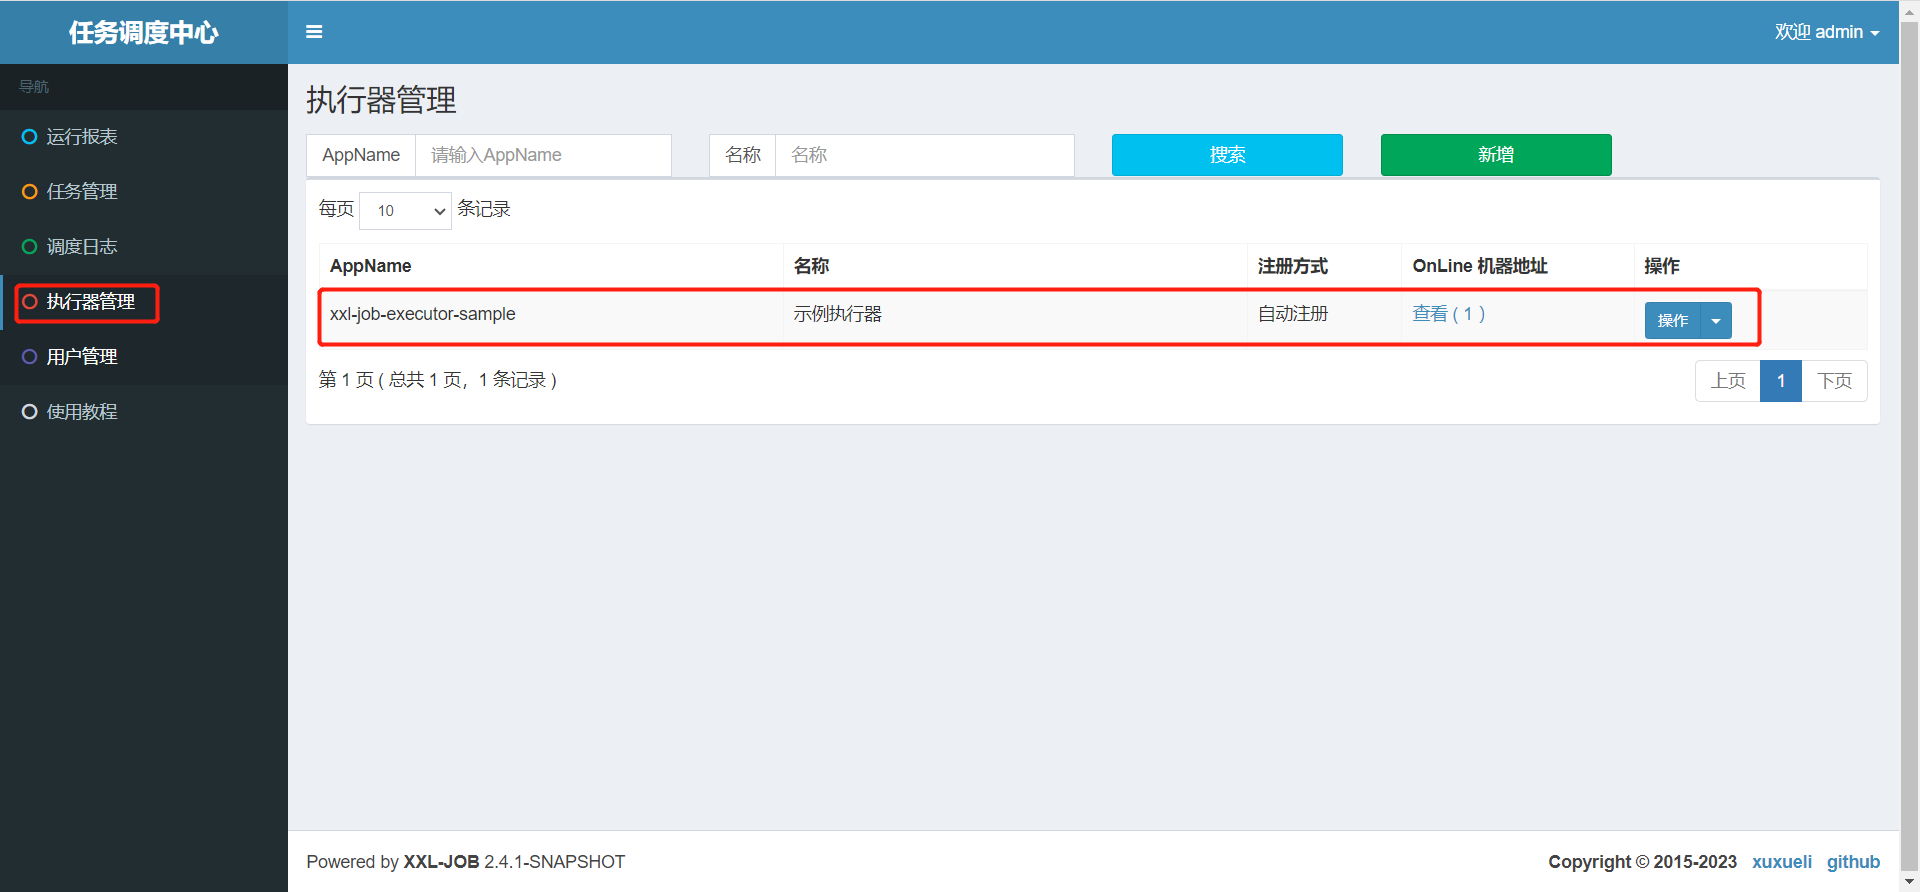 任务调度中心
欢迎 admin
导航
运行报表
任务管理
调度日志
执行器管理
用户管理
使用教程
执行器管理
AppName 请输入AppName 名称 名称 搜索 新增
每页 10 条记录
AppName 名称 注册方式 OnLine 机器地址 操作
xxl-job-executor-sample 示例执行器 自动注册 查看 ( 1 ) 操作
第 1 页 ( 总共 1 页，1 条记录 ) 上页 1 下页
Powered by XXL-JOB 2.4.1-SNAPSHOT Copyright © 2015-2023 xuxueli github